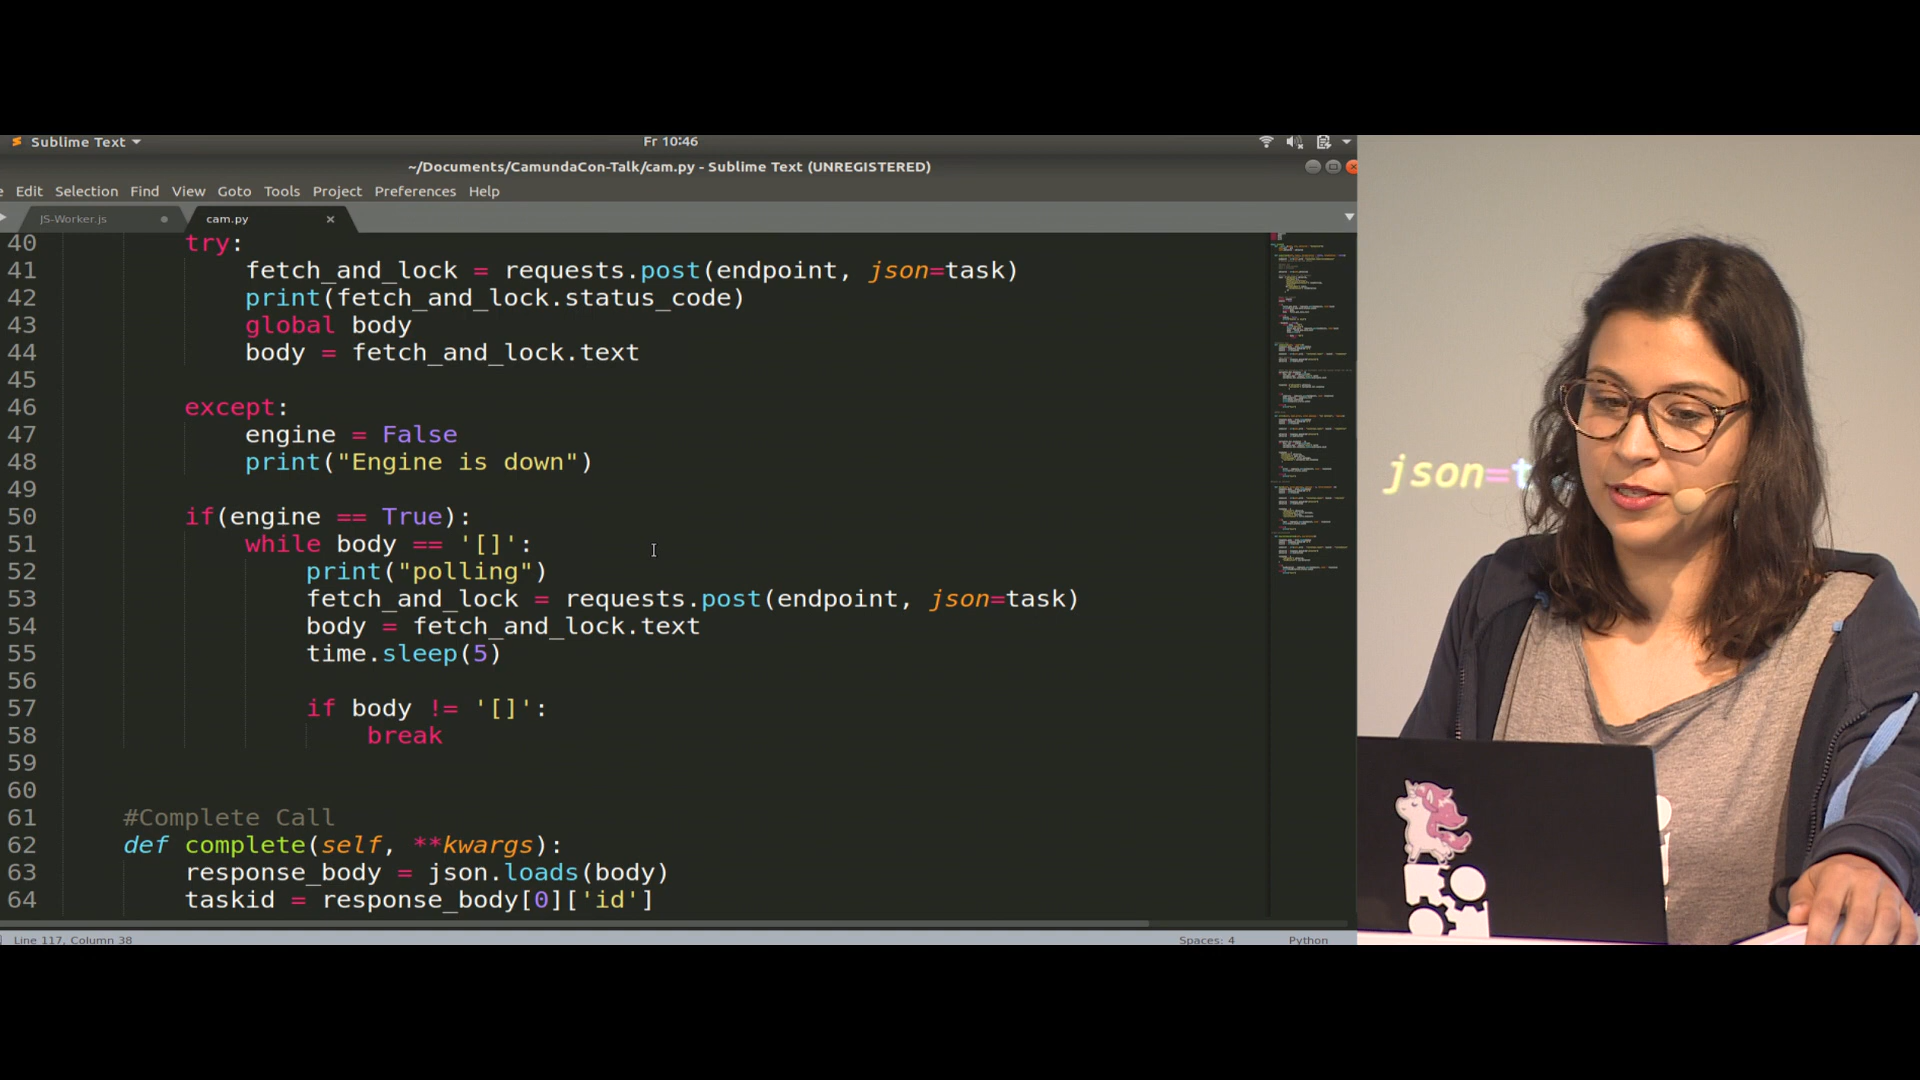 Sublime Text
Fr 10:46
~/Documents/CamundaCon-Talk/cam.py - Sublime Text (UNREGISTERED)
Edit Selection Find View Goto Tools Project Preferences Help
JS-Worker.js
cam.py
40 try:
41 fetch_and_lock = requests.post(endpoint, json=task)
42 print(fetch_and_lock.status_code)
43 global body
44 body = fetch_and_lock.text
45
46 except:
47 engine = False
48 print("Engine is down")
49
50 if(engine == True):
51 while body == '[]':
52 print("polling")
53 fetch_and_lock = requests.post(endpoint, json=task)
54 body = fetch_and_lock.text
55 time.sleep(5)
56
57 if body != '[]':
58 break
59
60
61 #Complete Call
62 def complete(self, **kwargs):
63 response_body = json.loads(body)
64 taskid = response_body[0]['id']
Line 117, Column 38
Spaces: 4
Python
json=t